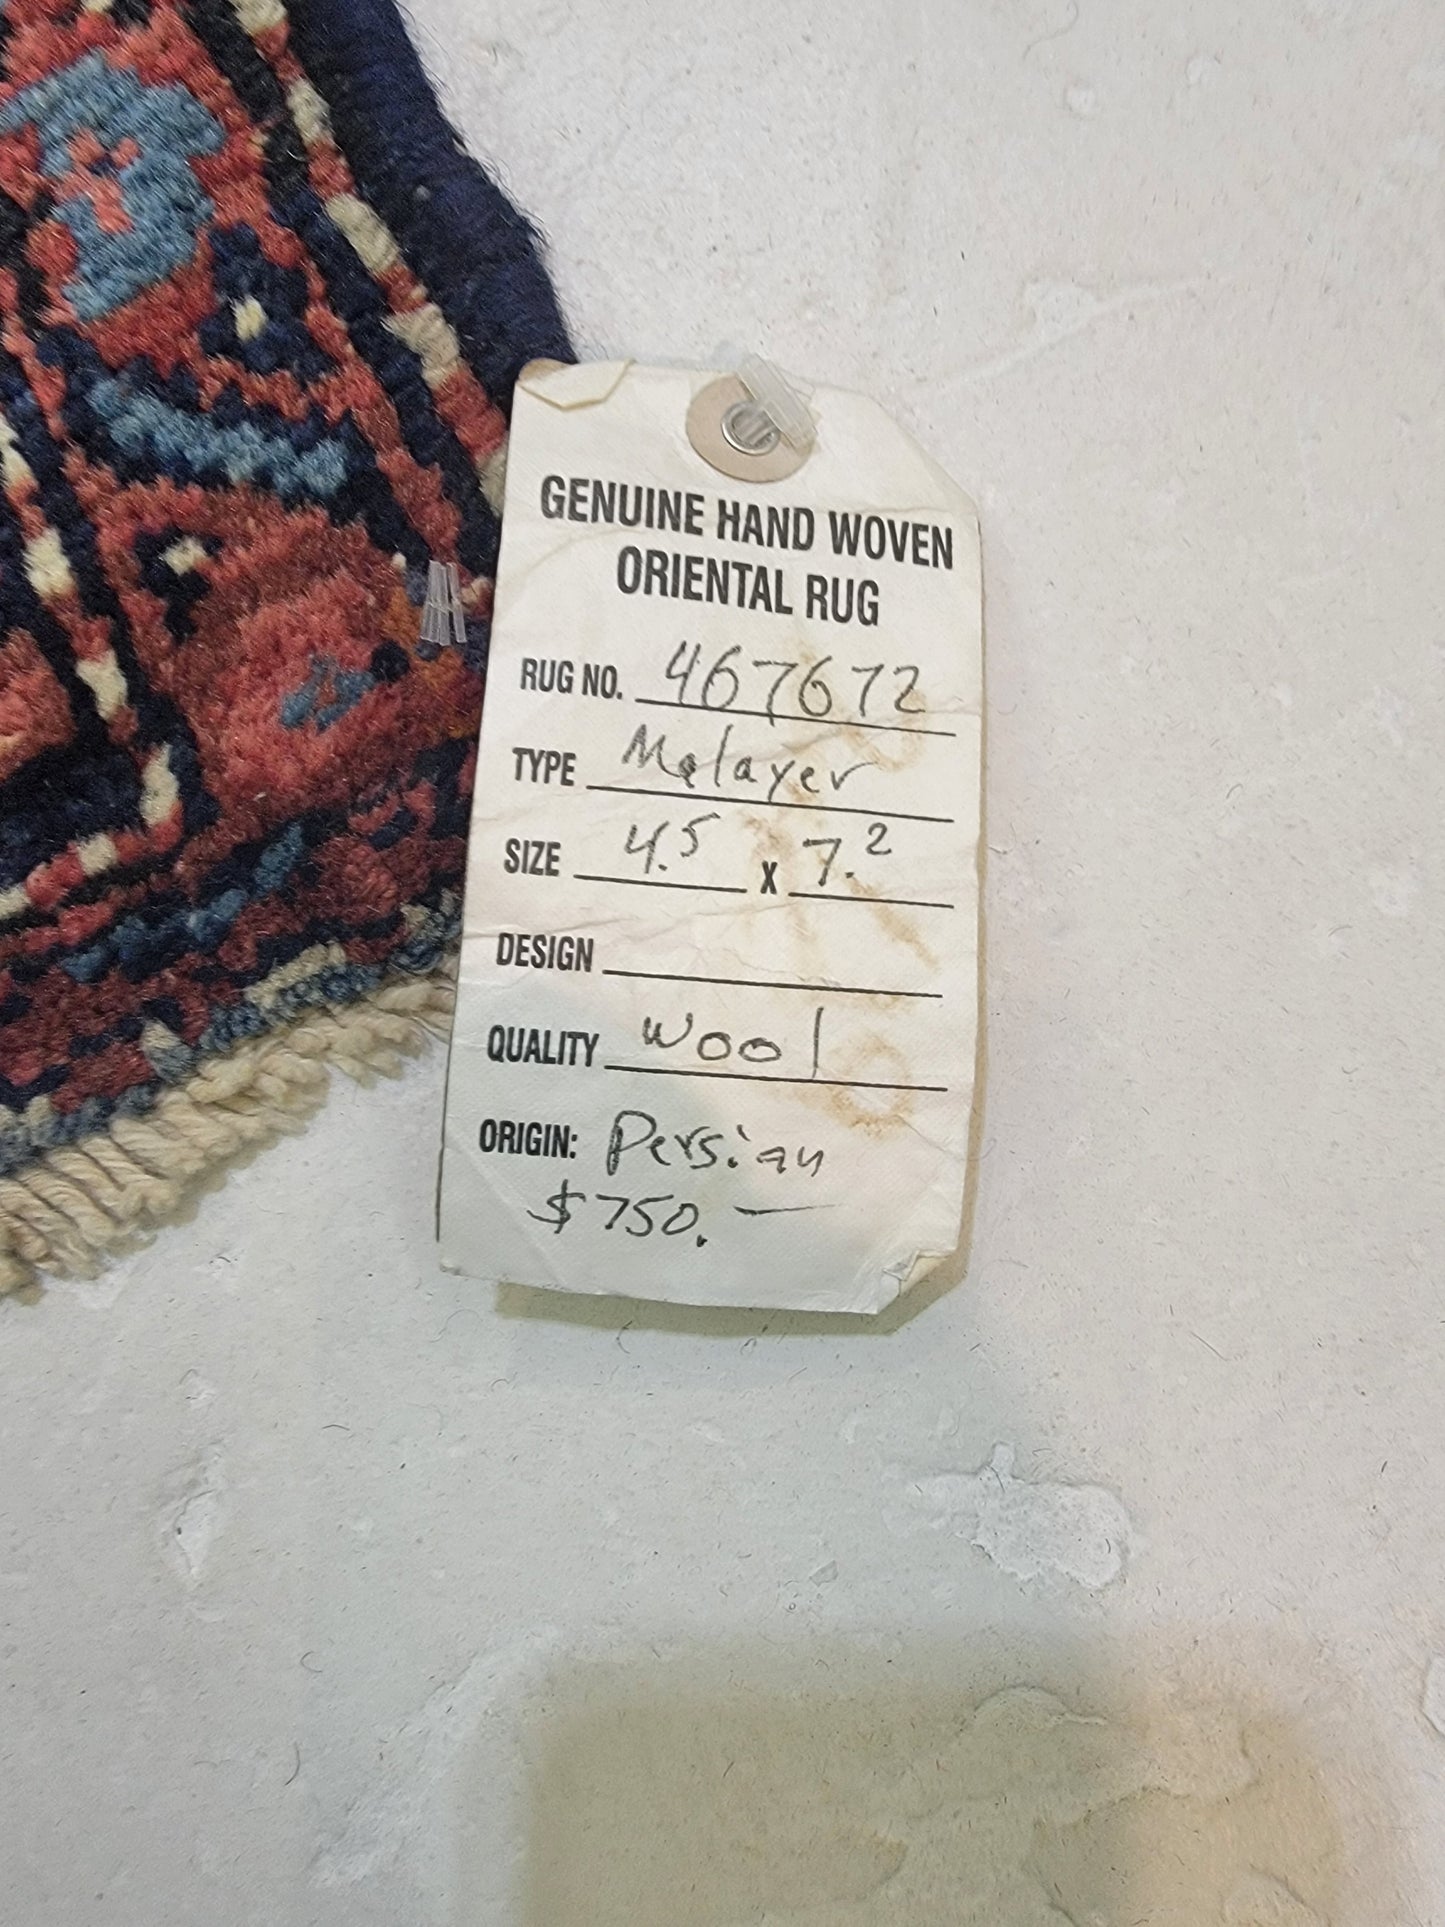 GENUINE HAND WOVEN
ORIENTAL RUG
RUG NO. 467672
TYPE Malayer
SIZE 4.5 x 7.2
DESIGN
QUALITY Wool
ORIGIN: Persian
$750.—